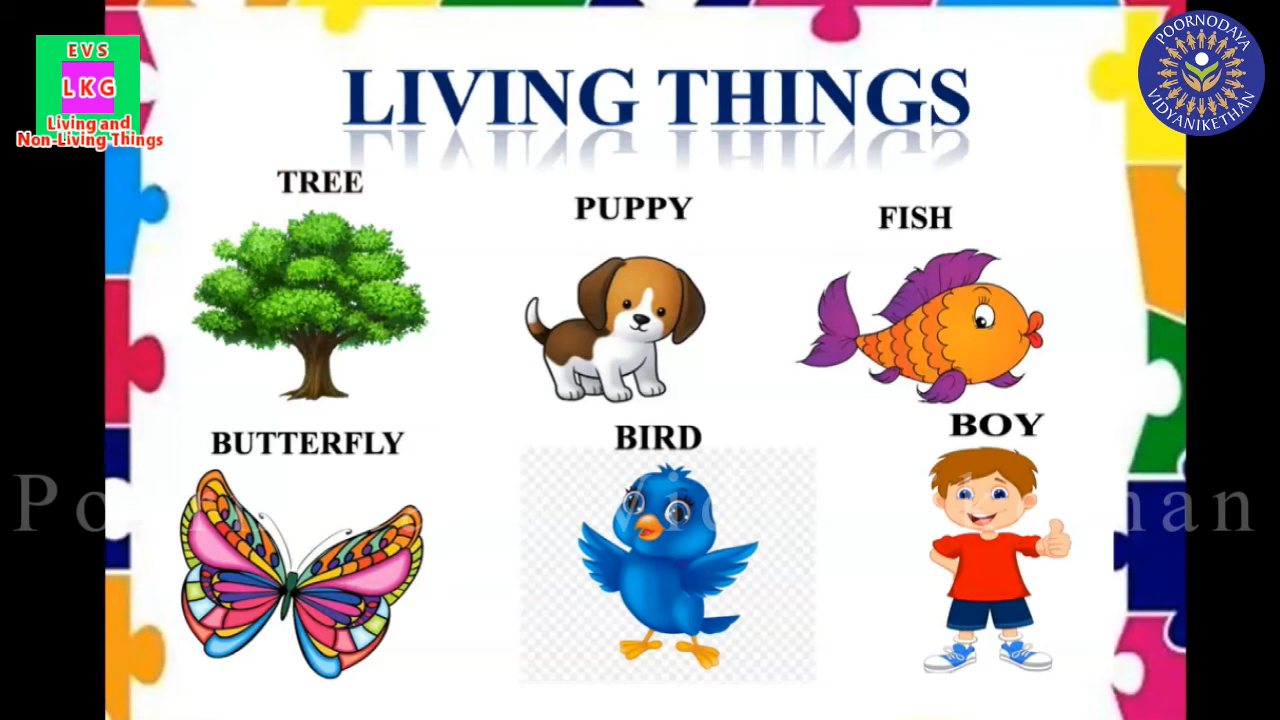 EVS
LKG
Living and
Non-Living Things
POORNODAYA
VIDYANIKETHAN
LIVING THINGS
TREE
PUPPY
FISH
BUTTERFLY
BIRD
BOY